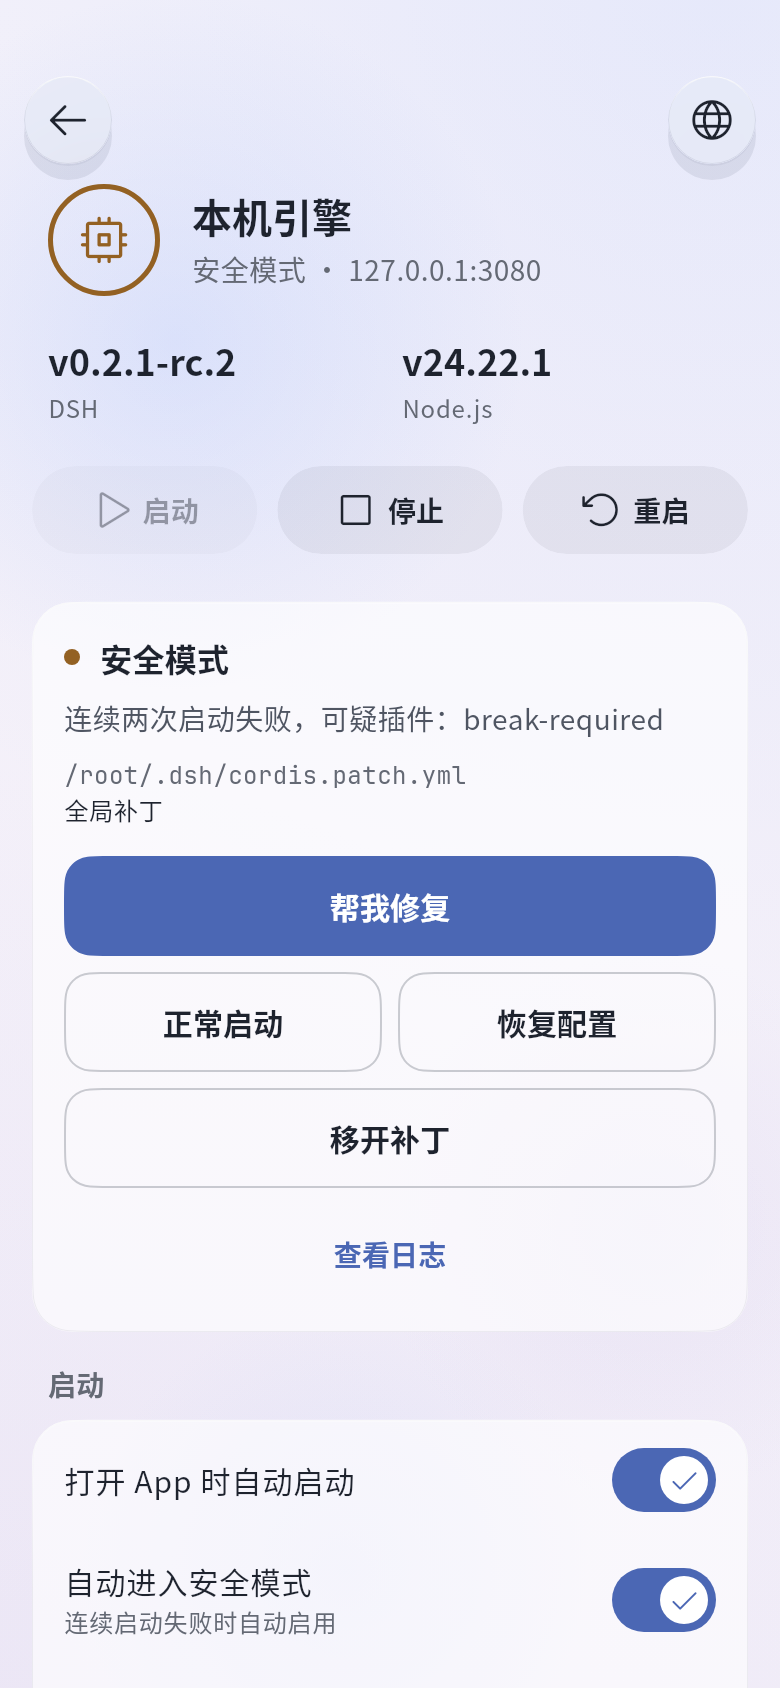 本机引擎
安全模式 · 127.0.0.1:3080
v0.2.1-rc.2
DSH
v24.22.1
Node.js
启动
停止
重启
安全模式
连续两次启动失败，可疑插件：break-required
/root/.dsh/cordis.patch.yml
全局补丁
帮我修复
正常启动
恢复配置
移开补丁
查看日志
启动
打开 App 时自动启动
自动进入安全模式
连续启动失败时自动启用